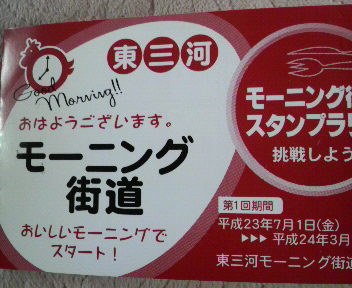 Good Morning!!
東三河
おはようございます。
モーニング
街道
おいしいモーニングで
スタート！
モーニング街
スタンプラリ
挑戦しよう
第1回期間
平成23年7月1日(金)
▶▶▶ 平成24年3月
東三河モーニング街道